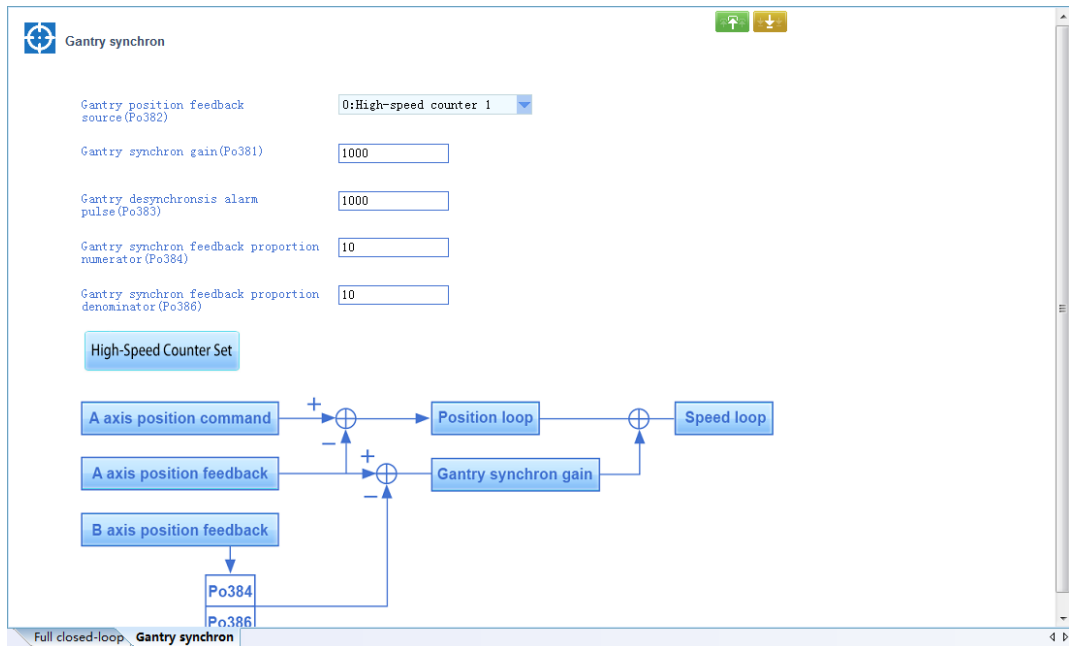 Gantry synchron
Gantry position feedback
source(Po382)
0:High-speed counter 1
Gantry synchron gain(Po381)
1000
Gantry desynchronsis alarm
pulse(Po383)
1000
Gantry synchron feedback proportion
numerator(Po384)
10
Gantry synchron feedback proportion
denominator(Po386)
10
High-Speed Counter Set
A axis position command
+
Position loop
Speed loop
−
A axis position feedback
+
Gantry synchron gain
−
B axis position feedback
Po384
Po386
Full closed-loop
Gantry synchron